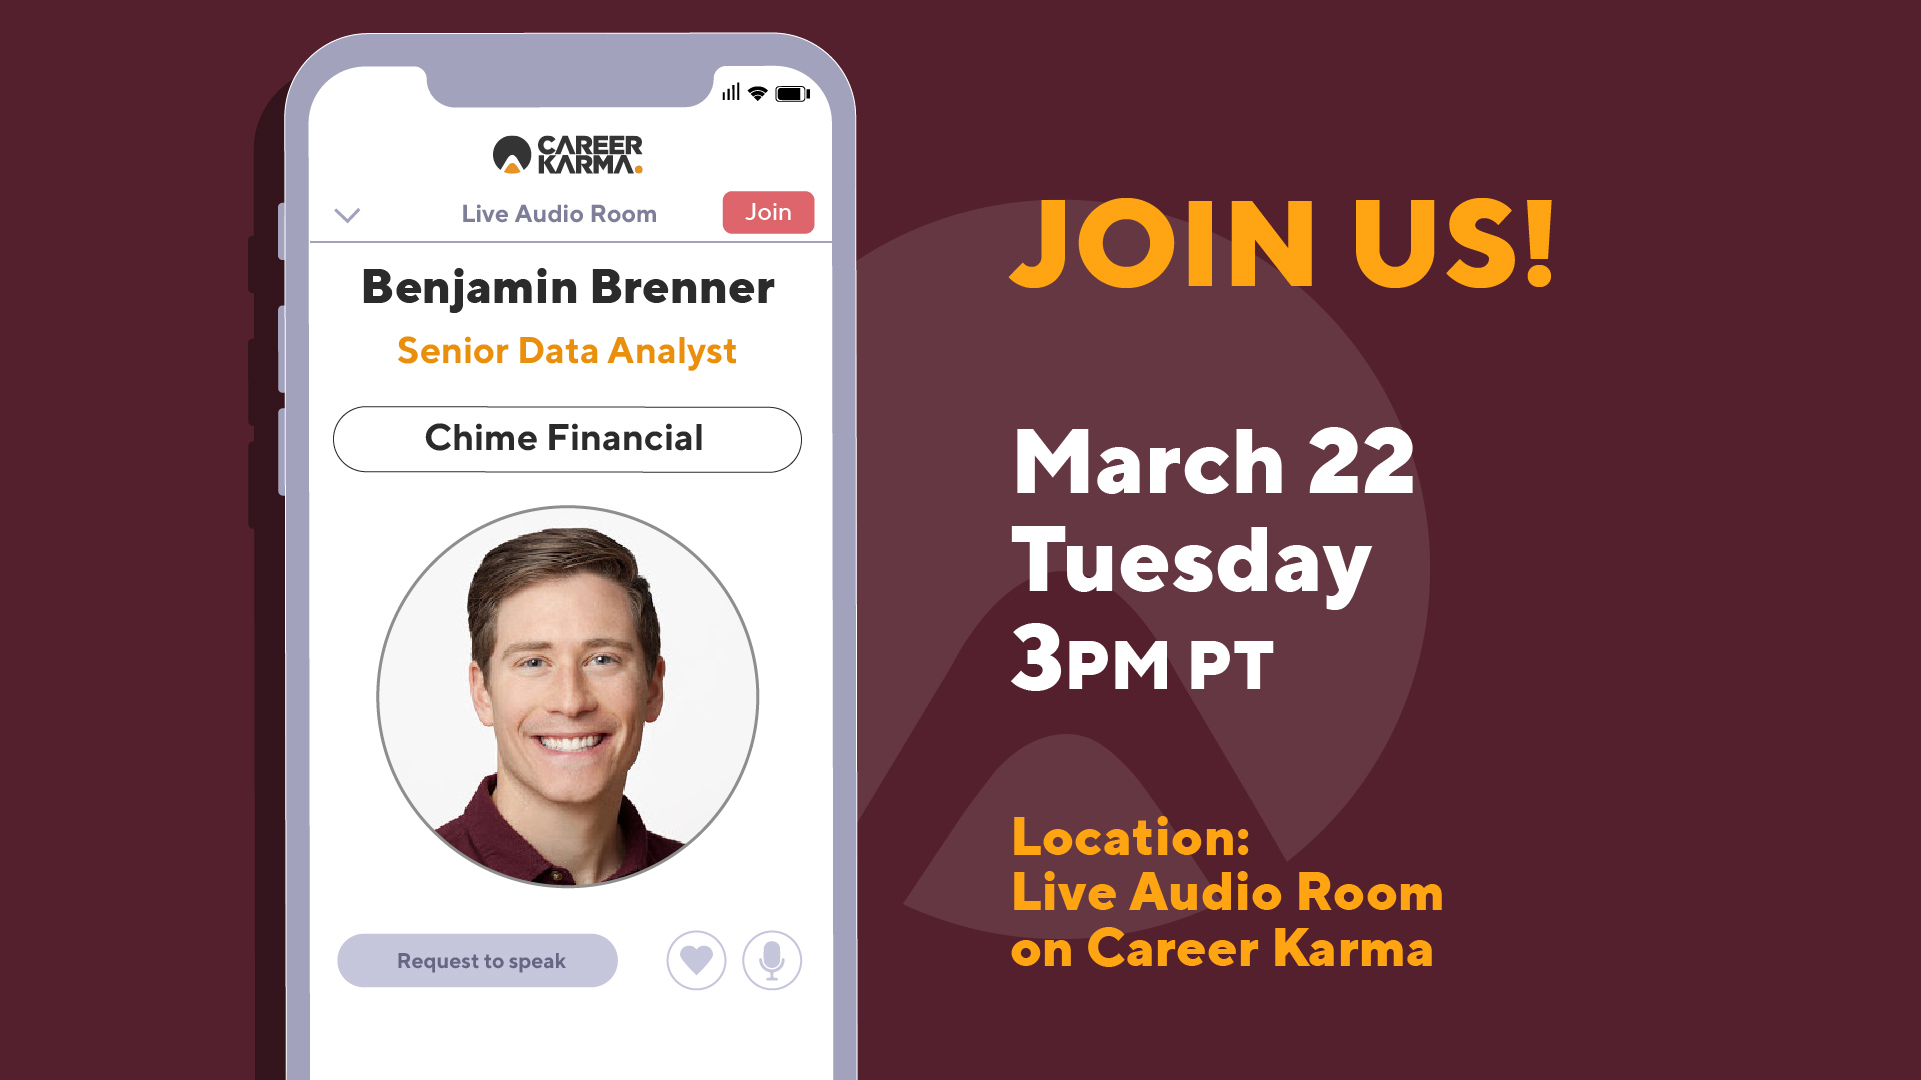 CAREER
KARMA.
Live Audio Room
Join
Benjamin Brenner
Senior Data Analyst
Chime Financial
Request to speak
JOIN US!
March 22
Tuesday
3PM PT
Location:
Live Audio Room
on Career Karma